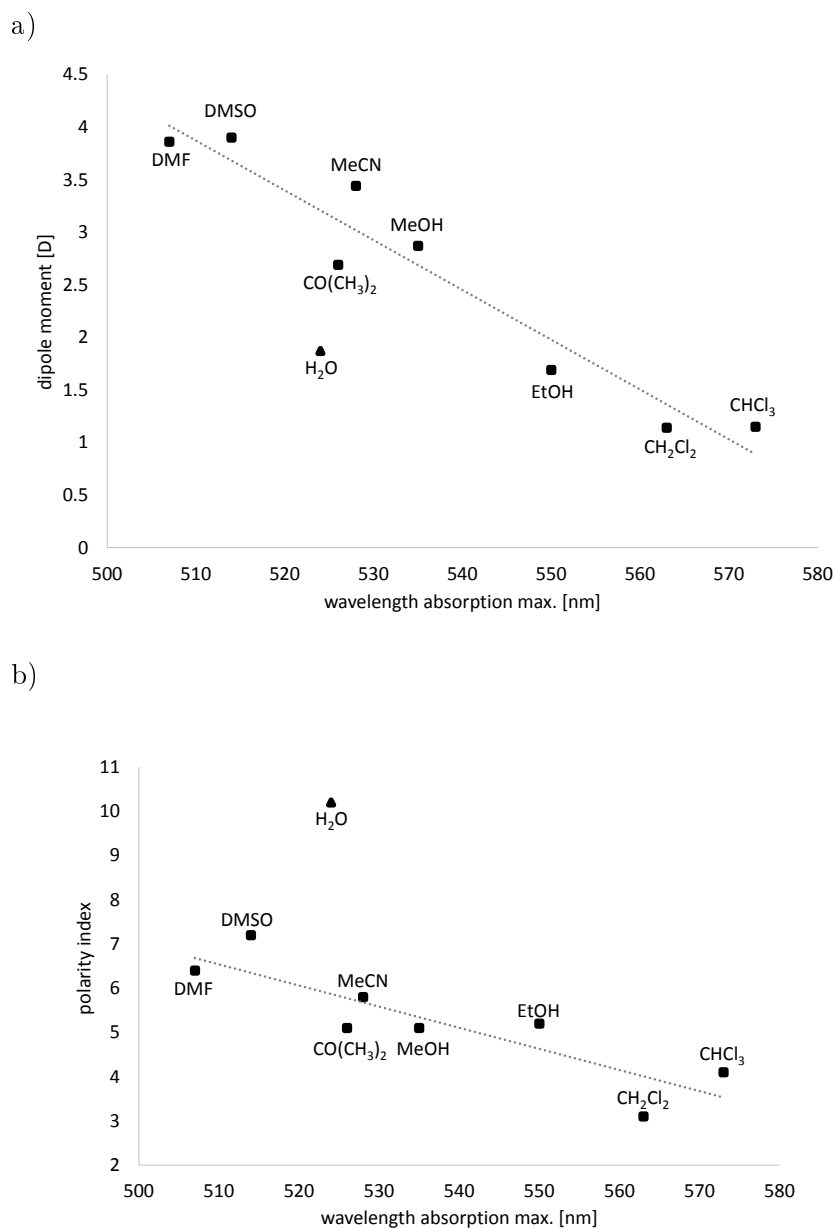 a)
4.5
4
3.5
3
2.5
2
1.5
1
0.5
0
dipole moment [D]
DMSO
DMF
MeCN
MeOH
CO(CH₃)₂
H₂O
EtOH
CHCl₃
CH₂Cl₂
500 510 520 530 540 550 560 570 580
wavelength absorption max. [nm]
b)
11
10
9
8
7
6
5
4
3
2
polarity index
H₂O
DMSO
DMF
MeCN
EtOH
CO(CH₃)₂ MeOH
CHCl₃
CH₂Cl₂
500 510 520 530 540 550 560 570 580
wavelength absorption max. [nm]